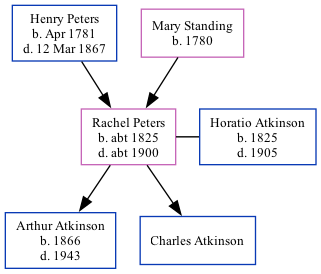 Henry Peters
b. Apr 1781
d. 12 Mar 1867
Mary Standing
b. 1780
Rachel Peters
b. abt 1825
d. abt 1900
Horatio Atkinson
b. 1825
d. 1905
Arthur Atkinson
b. 1866
d. 1943
Charles Atkinson